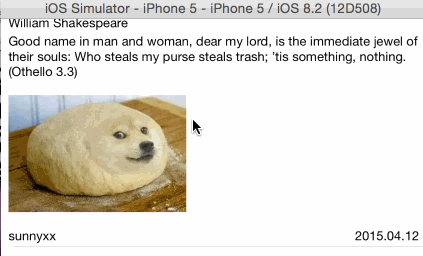 iOS Simulator - iPhone 5 - iPhone 5 / iOS 8.2 (12D508)
William Shakespeare
Good name in man and woman, dear my lord, is the immediate jewel of
their souls: Who steals my purse steals trash; ’tis something, nothing.
(Othello 3.3)
sunnyxx 2015.04.12